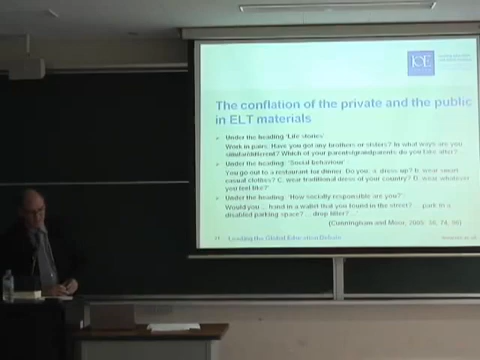 IOE
The conflation of the private and the public
in ELT materials
Under the heading 'Life stories'
Work in pairs. Have you got any brothers or sisters? In what ways are you
similar/different? Which of your parents/grandparents do you take after?
Under the heading: 'Social behaviour'
You go out to a restaurant for dinner. Do you: a. dress up? b. wear smart
casual clothes? C. wear traditional dress of your country? D. wear whatever
you feel like?'
Under the heading: 'How socially responsible are you?'
Would you ... hand in a wallet that you found in the street? ... park in a
disabled parking space? ... drop litter? ...
(Cunningham and Moor, 2005: 36, 74, 90)
Leading the Global Education Debate